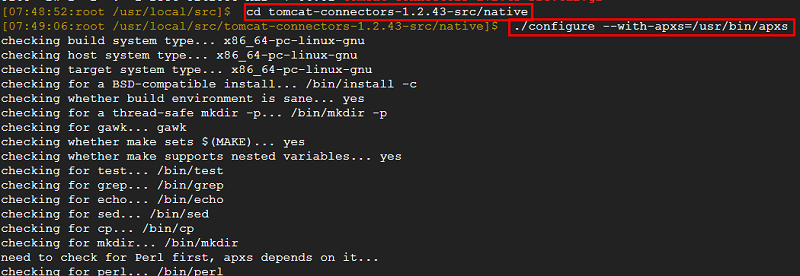 [07:48:52:root /usr/local/src]$ cd tomcat-connectors-1.2.43-src/native
[07:49:06:root /usr/local/src/tomcat-connectors-1.2.43-src/native]$ ./configure --with-apxs=/usr/bin/apxs
checking build system type... x86_64-pc-linux-gnu
checking host system type... x86_64-pc-linux-gnu
checking target system type... x86_64-pc-linux-gnu
checking for a BSD-compatible install... /bin/install -c
checking whether build environment is sane... yes
checking for a thread-safe mkdir -p... /bin/mkdir -p
checking for gawk... gawk
checking whether make sets $(MAKE)... yes
checking whether make supports nested variables... yes
checking for test... /bin/test
checking for grep... /bin/grep
checking for echo... /bin/echo
checking for sed... /bin/sed
checking for cp... /bin/cp
checking for mkdir... /bin/mkdir
need to check for Perl first, apxs depends on it...
checking for perl... /bin/perl